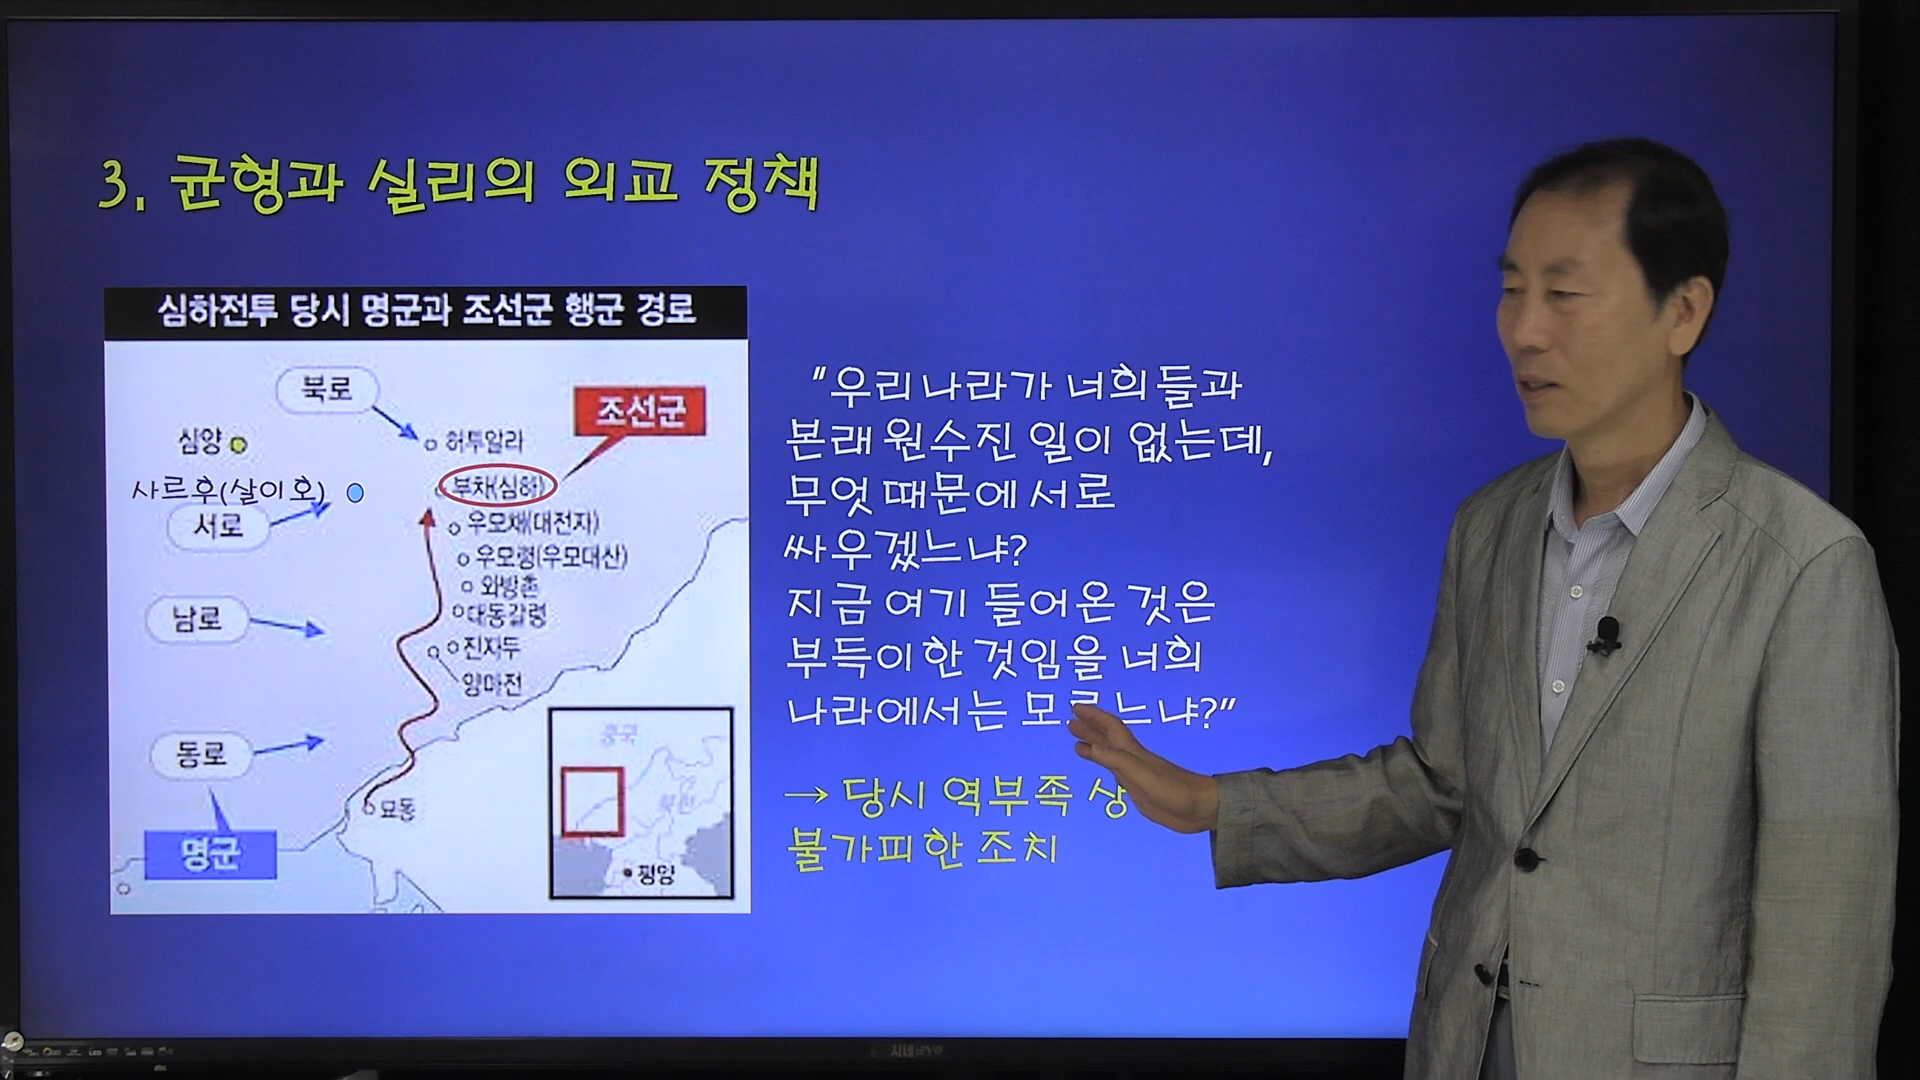 3. 균형과 실리의 외교 정책
심하전투 당시 명군과 조선군 행군 경로
북로
조선군
심양
허투알라
사르후(살이호)
부차(심하)
서로
우모채(대전자)
우모령(우모대산)
와방촌
남로
대동갈령
진자두
양마전
동로
묘동
명군
중국
북한
평양
"우리나라가 너희들과
본래 원수진 일이 없는데,
무엇 때문에 서로
싸우겠느냐?
지금 여기 들어온 것은
부득이한 것임을 너희
나라에서는 모르느냐?"
→ 당시 역부족 상
불가피한 조치